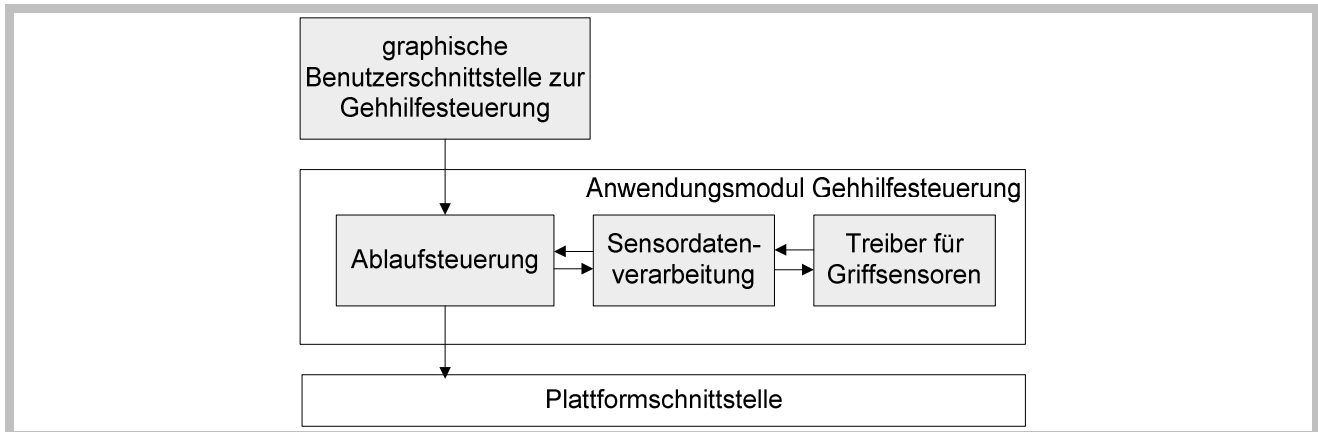 graphische
Benutzerschnittstelle zur
Gehhilfesteuerung
Anwendungsmodul Gehhilfesteuerung
Ablaufsteuerung
Sensordaten-
verarbeitung
Treiber für
Griffsensoren
Plattformschnittstelle